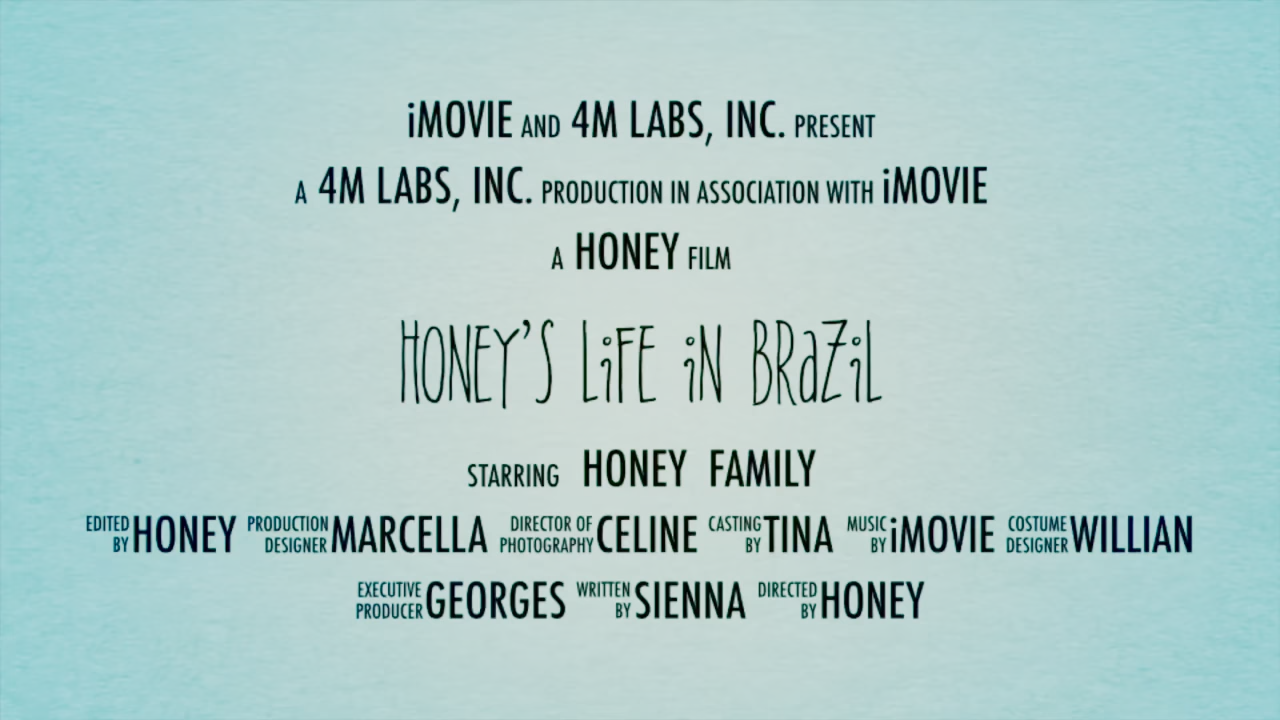 iMOVIE AND 4M LABS, INC. PRESENT
A 4M LABS, INC. PRODUCTION IN ASSOCIATION WITH iMOVIE
A HONEY FILM
HONEY'S LiFE iN BRaZiL
STARRING HONEY FAMILY
EDITED BY HONEY PRODUCTION DESIGNER MARCELLA DIRECTOR OF PHOTOGRAPHY CELINE CASTING BY TINA MUSIC BY iMOVIE COSTUME DESIGNER WILLIAN
EXECUTIVE PRODUCER GEORGES WRITTEN BY SIENNA DIRECTED BY HONEY